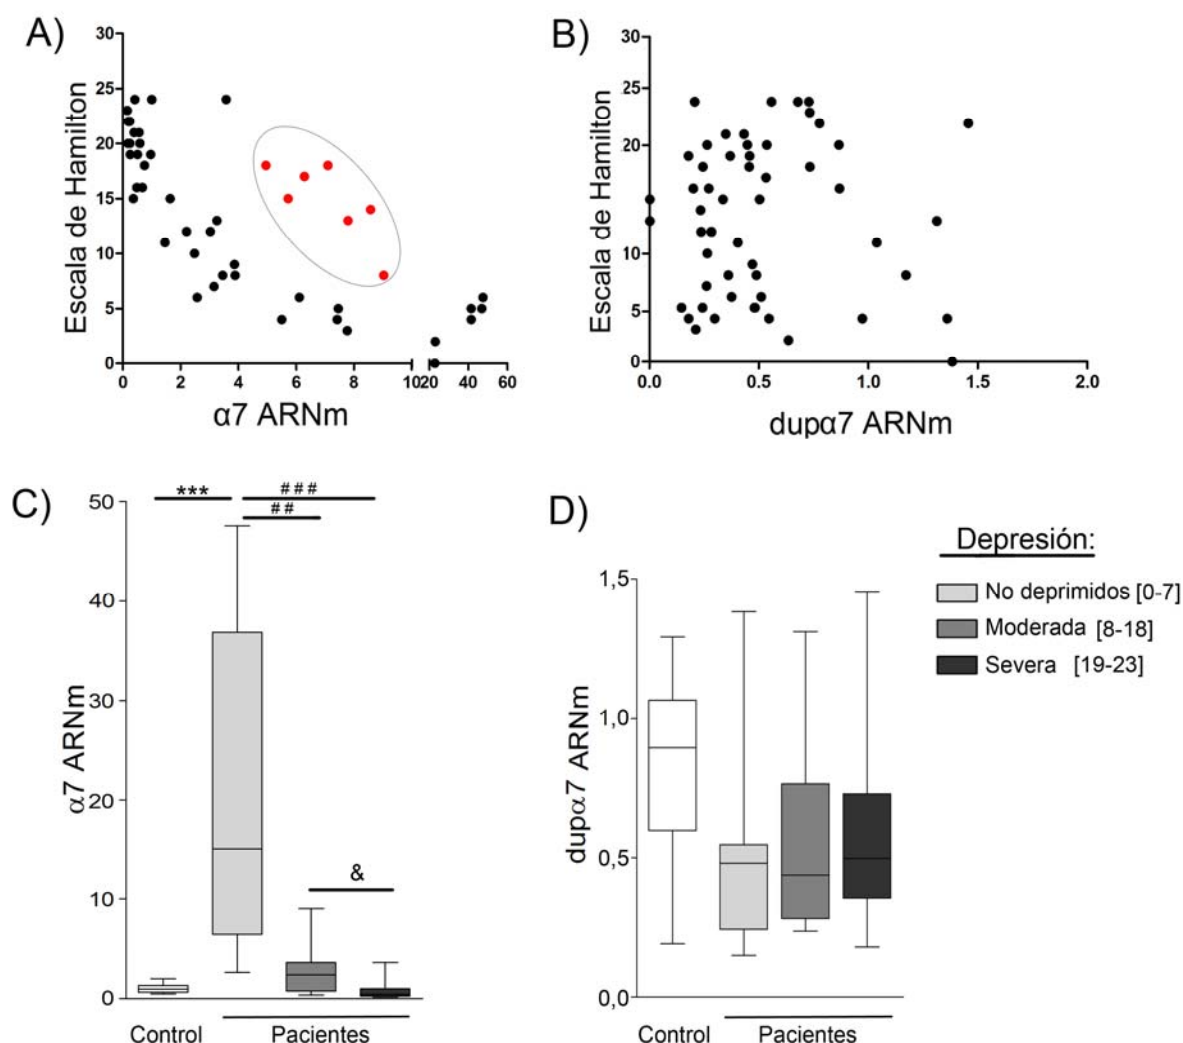 A)
30
25
20
15
10
5
0
Escala de Hamilton
0 2 4 6 8 10 20 40 60
α7 ARNm
B)
30
25
20
15
10
5
0
Escala de Hamilton
0.0 0.5 1.0 1.5 2.0
dupα7 ARNm
C)
50
40
30
20
10
0
α7 ARNm
***
###
##
&
Control Pacientes
D)
1,5
1,0
0,5
0,0
dupα7 ARNm
Control Pacientes
Depresión:
No deprimidos [0-7]
Moderada [8-18]
Severa [19-23]